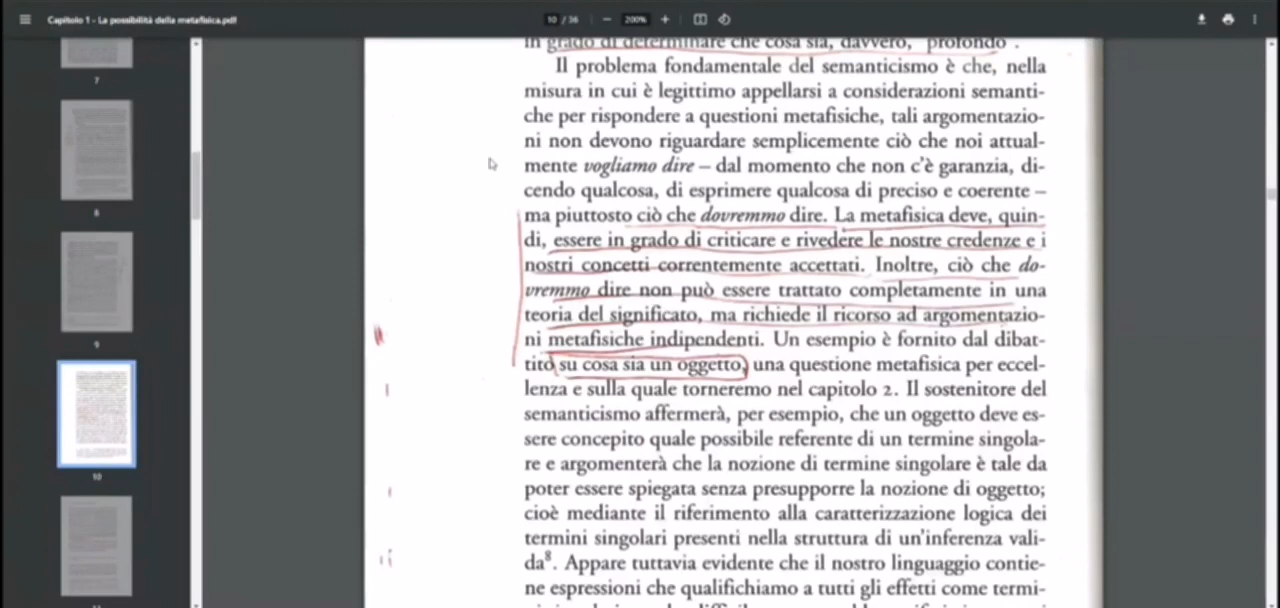 Capitolo 1 - La possibilità della metafisica.pdf
10 / 36
200%
7
8
9
10
in grado di determinare che cosa sia, davvero, "profondo".
Il problema fondamentale del semanticismo è che, nella
misura in cui è legittimo appellarsi a considerazioni semanti-
che per rispondere a questioni metafisiche, tali argomentazio-
ni non devono riguardare semplicemente ciò che noi attual-
mente vogliamo dire – dal momento che non c'è garanzia, di-
cendo qualcosa, di esprimere qualcosa di preciso e coerente –
ma piuttosto ciò che dovremmo dire. La metafisica deve, quin-
di, essere in grado di criticare e rivedere le nostre credenze e i
nostri concetti correntemente accettati. Inoltre, ciò che do-
vremmo dire non può essere trattato completamente in una
teoria del significato, ma richiede il ricorso ad argomentazio-
ni metafisiche indipendenti. Un esempio è fornito dal dibat-
tito su cosa sia un oggetto, una questione metafisica per eccel-
lenza e sulla quale torneremo nel capitolo 2. Il sostenitore del
semanticismo affermerà, per esempio, che un oggetto deve es-
sere concepito quale possibile referente di un termine singola-
re e argomenterà che la nozione di termine singolare è tale da
poter essere spiegata senza presupporre la nozione di oggetto;
cioè mediante il riferimento alla caratterizzazione logica dei
termini singolari presenti nella struttura di un'inferenza vali-
da⁸. Appare tuttavia evidente che il nostro linguaggio contie-
ne espressioni che qualifichiamo a tutti gli effetti come termi-